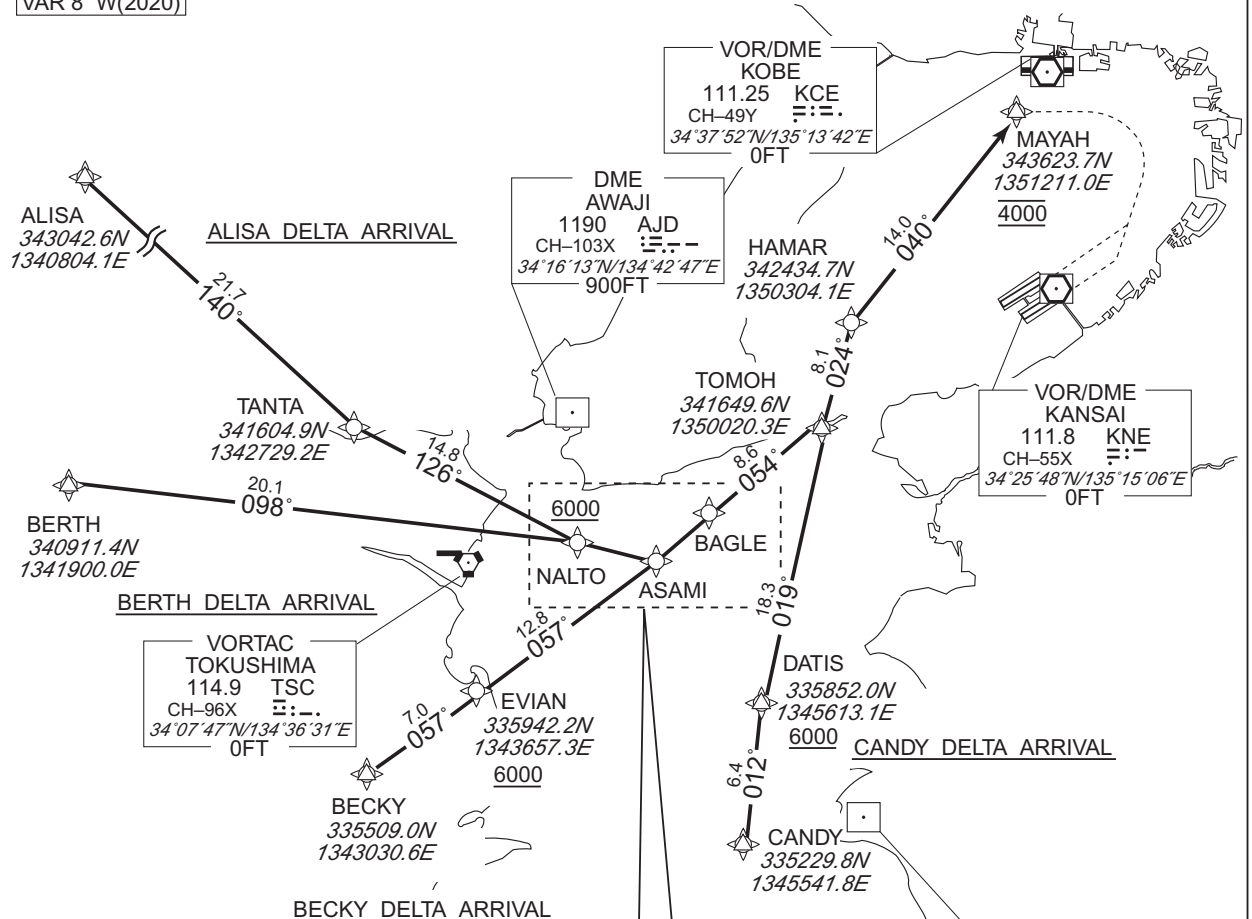 VAR 8° W(2020)
VOR/DME
KOBE
111.25 KCE
CH–49Y
34°37´52˝N/135°13´42˝E
0FT
MAYAH
343623.7N
1351211.0E
4000
ALISA
343042.6N
1340804.1E
ALISA DELTA ARRIVAL
DME
AWAJI
1190 AJD
CH–103X
34°16´13˝N/134°42´47˝E
900FT
HAMAR
342434.7N
1350304.1E
14.0
040°
21.7
140°
8.1
024°
TOMOH
341649.6N
1350020.3E
VOR/DME
KANSAI
111.8 KNE
CH–55X
34°25´48˝N/135°15´06˝E
0FT
TANTA
341604.9N
1342729.2E
14.8
126°
8.6
054°
20.1
098°
6000
BERTH
340911.4N
1341900.0E
BAGLE
NALTO
ASAMI
BERTH DELTA ARRIVAL
12.8
057°
18.3
019°
VORTAC
TOKUSHIMA
114.9 TSC
CH–96X
34°07´47˝N/134°36´31˝E
0FT
EVIAN
335942.2N
1343657.3E
6000
7.0
057°
DATIS
335852.0N
1345613.1E
6000
CANDY DELTA ARRIVAL
6.4
012°
BECKY
335509.0N
1343030.6E
CANDY
335229.8N
1345541.8E
BECKY DELTA ARRIVAL